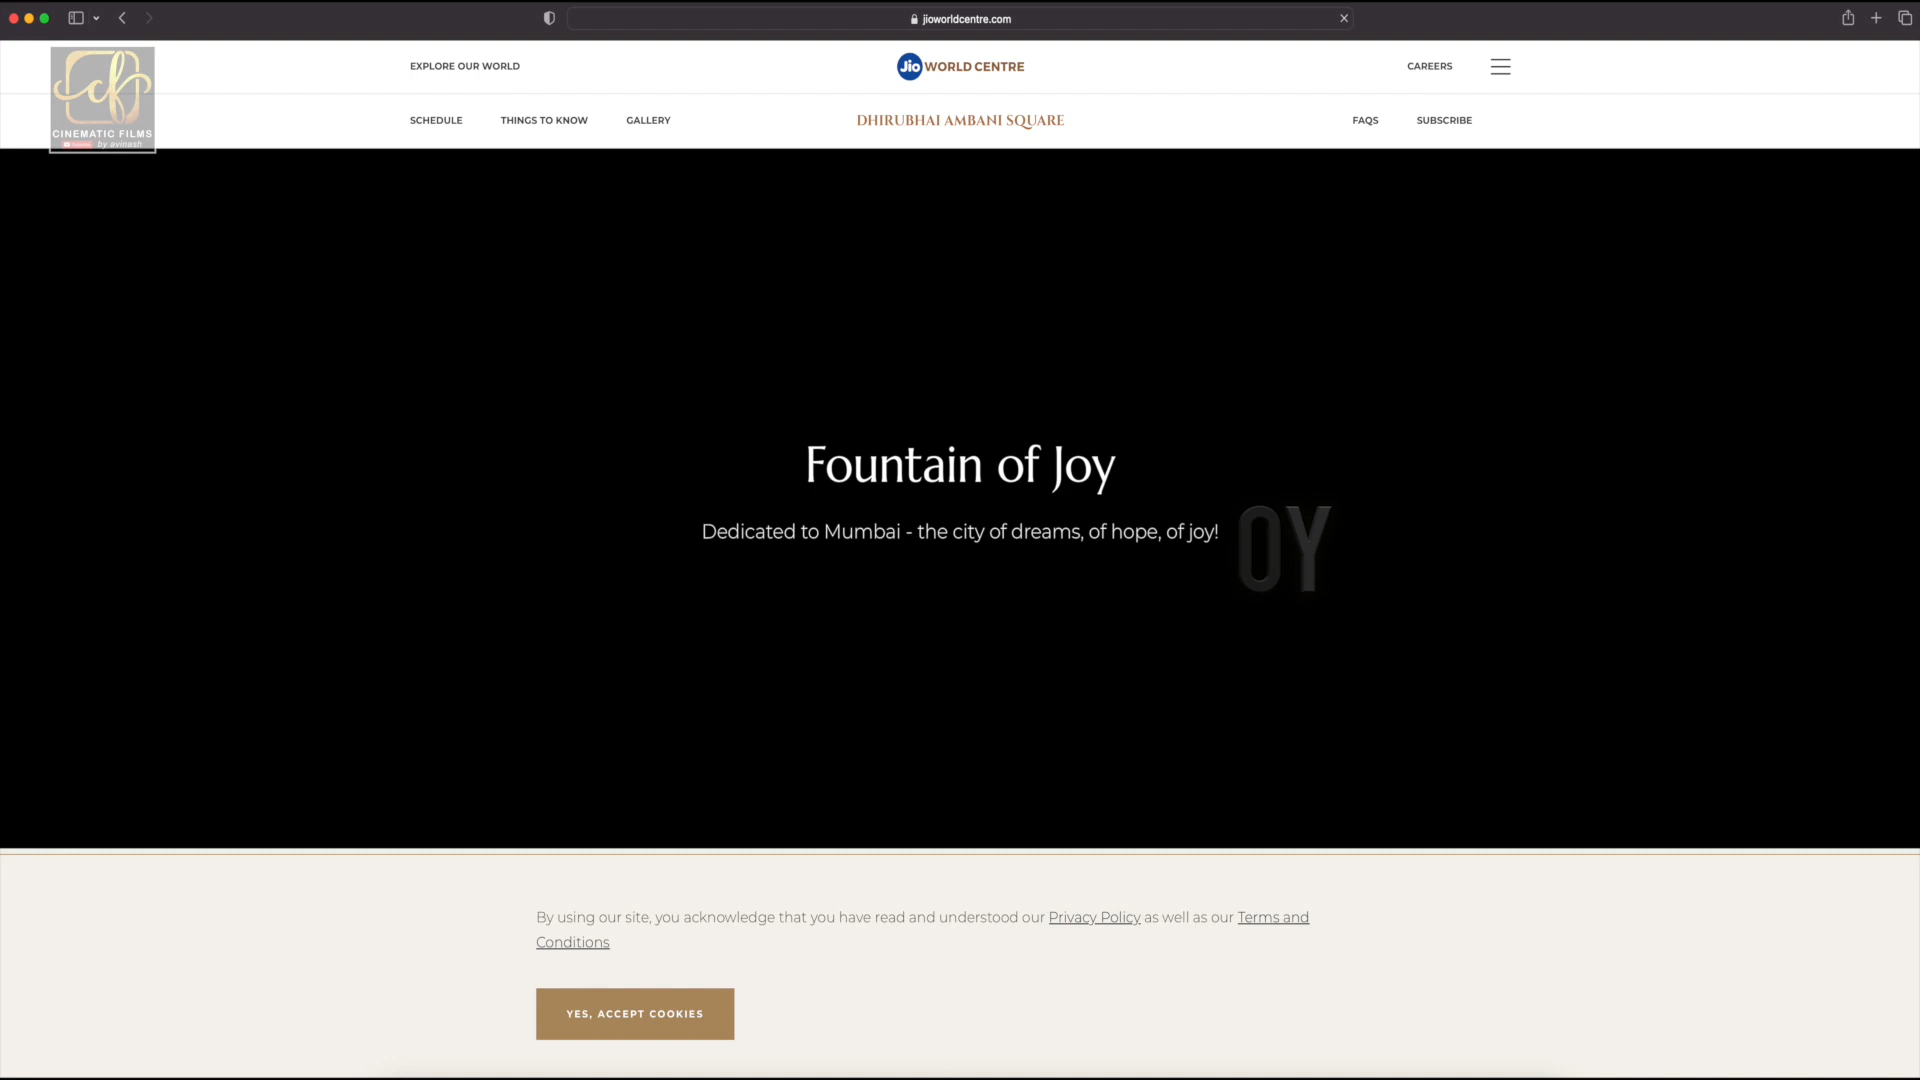 jioworldcentre.com
EXPLORE OUR WORLD
Jio WORLD CENTRE
CAREERS
CINEMATIC FILMS
by avinash
SCHEDULE
THINGS TO KNOW
GALLERY
DHIRUBHAI AMBANI SQUARE
FAQS
SUBSCRIBE
Fountain of Joy
Dedicated to Mumbai - the city of dreams, of hope, of joy!
OY
By using our site, you acknowledge that you have read and understood our Privacy Policy as well as our Terms and
Conditions
YES, ACCEPT COOKIES